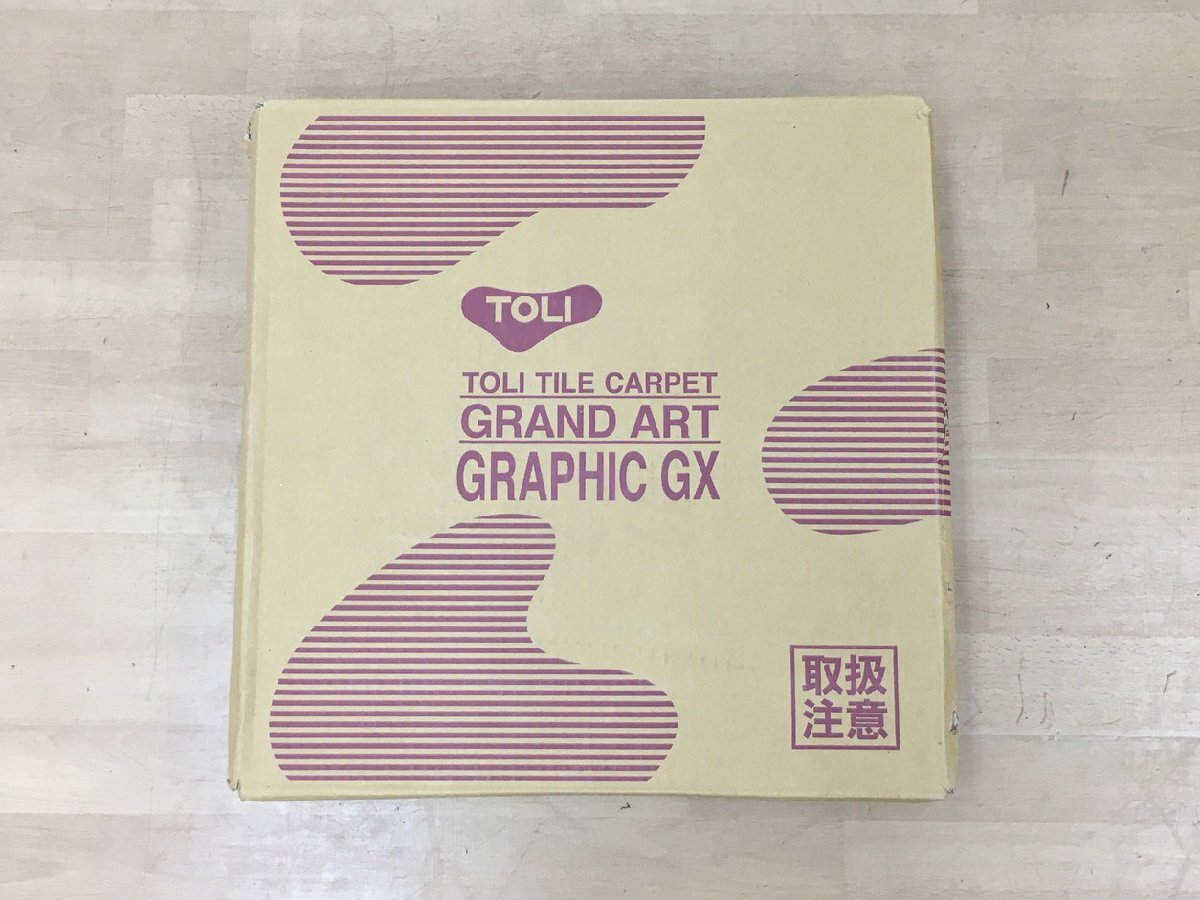 TOLI
TOLI TILE CARPET
GRAND ART
GRAPHIC GX
取扱
注意